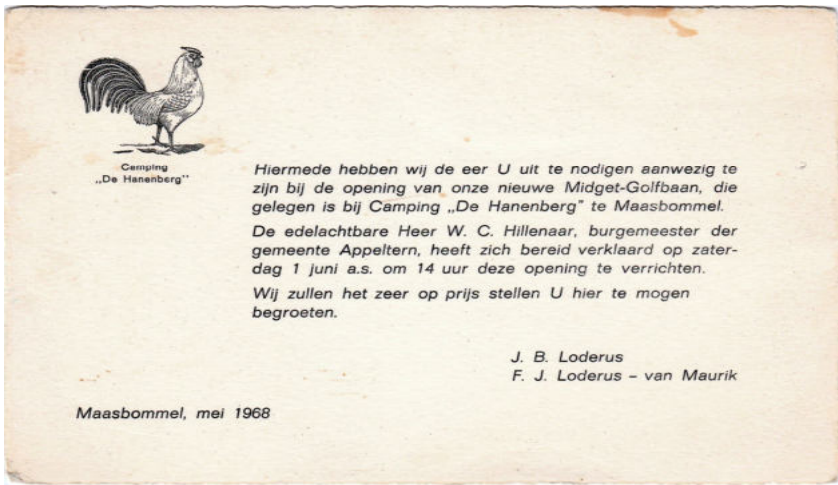 Camping
„De Hanenberg"
Hiermede hebben wij de eer U uit te nodigen aanwezig te
zijn bij de opening van onze nieuwe Midget-Golfbaan, die
gelegen is bij Camping „De Hanenberg" te Maasbommel.
De edelachtbare Heer W. C. Hillenaar, burgemeester der
gemeente Appeltern, heeft zich bereid verklaard op zater-
dag 1 juni a.s. om 14 uur deze opening te verrichten.
Wij zullen het zeer op prijs stellen U hier te mogen
begroeten.
J. B. Loderus
F. J. Loderus – van Maurik
Maasbommel, mei 1968